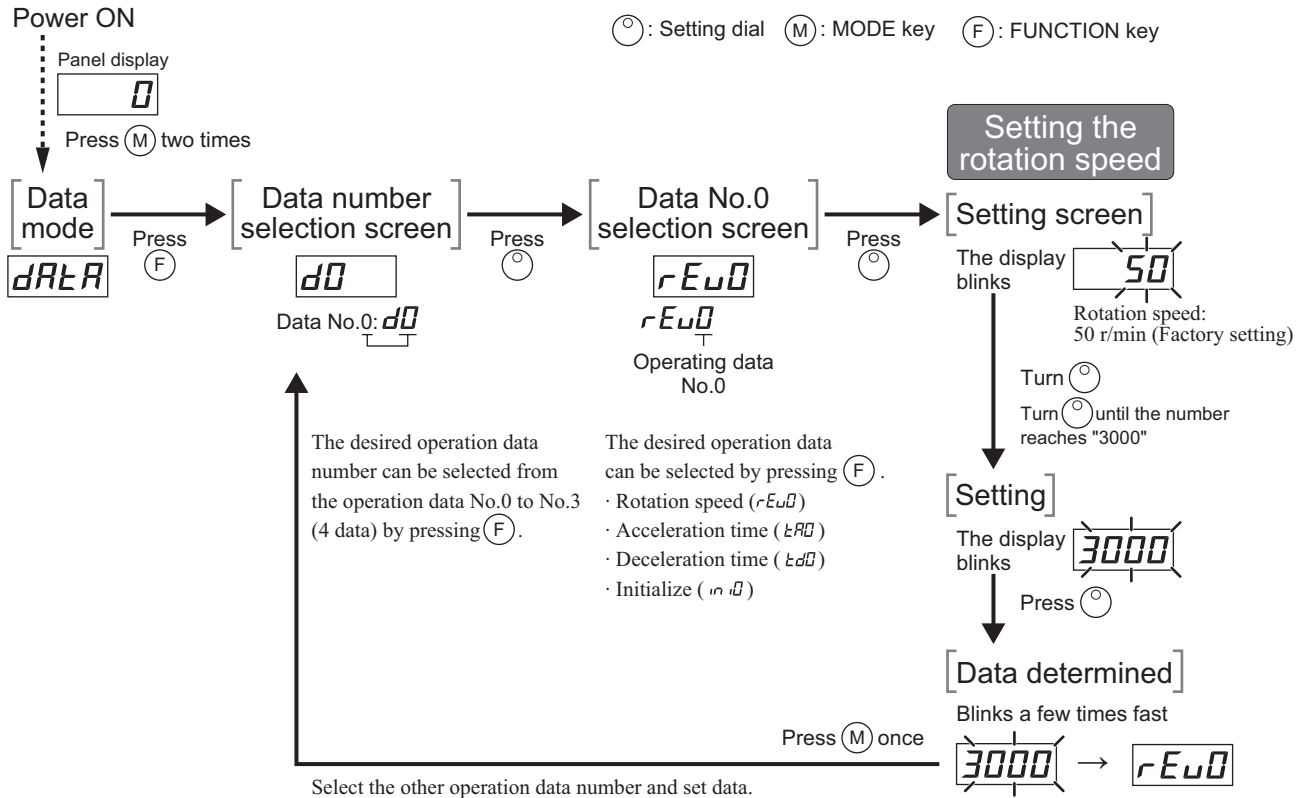 Power ON
Ⓞ: Setting dial Ⓜ: MODE key Ⓕ: FUNCTION key
Panel display
0
Press Ⓜ two times
Setting the
rotation speed
[Data
mode]
dAtA
Press
Ⓕ
[Data number
selection screen]
d0
Data No.0: d0
Press
[Data No.0
selection screen]
rEv0
rEv0
Operating data
No.0
Press
[Setting screen]
The display
blinks
50
Rotation speed:
50 r/min (Factory setting)
Turn
Turn until the number
reaches "3000"
The desired operation data
number can be selected from
the operation data No.0 to No.3
(4 data) by pressing Ⓕ.
The desired operation data
can be selected by pressing Ⓕ.
· Rotation speed (rEv0)
· Acceleration time (tA0)
· Deceleration time (td0)
· Initialize (ini0)
[Setting]
The display
blinks
3000
Press
[Data determined]
Blinks a few times fast
3000 → rEv0
Press Ⓜ once
Select the other operation data number and set data.